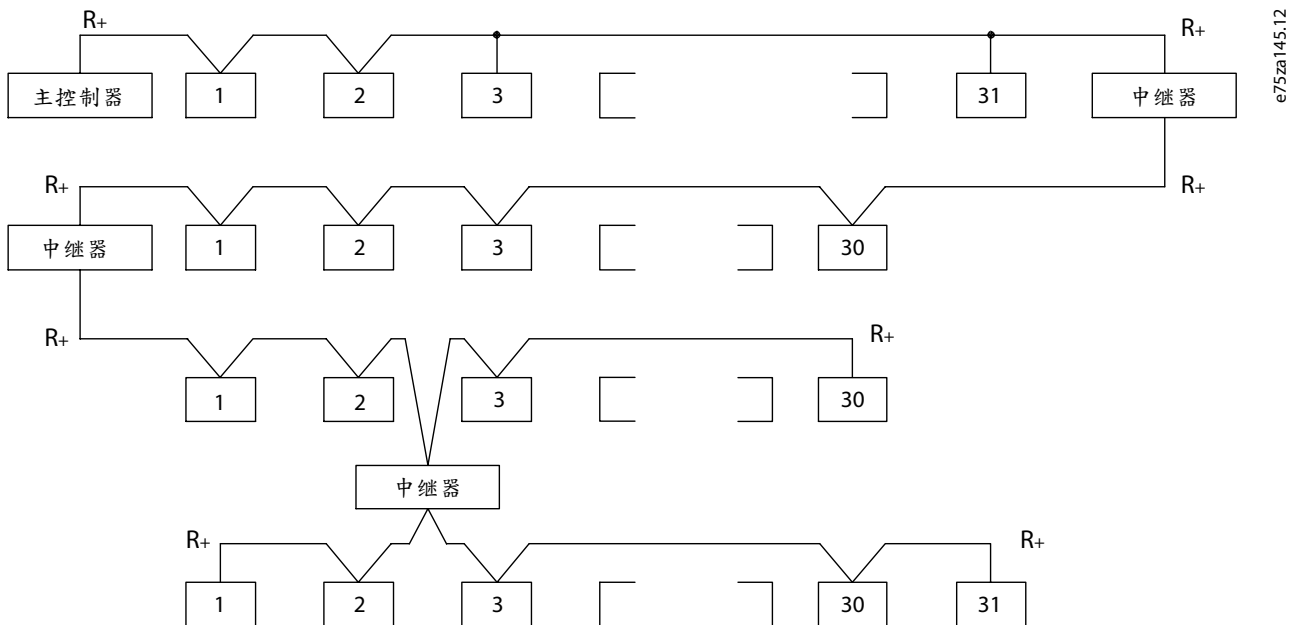 R+ R+
主控制器 1 2 3 31 中继器
R+ R+
中继器 1 2 3 30
R+ R+
1 2 3 30
中继器
R+ R+
1 2 3 30 31
e75za145.12